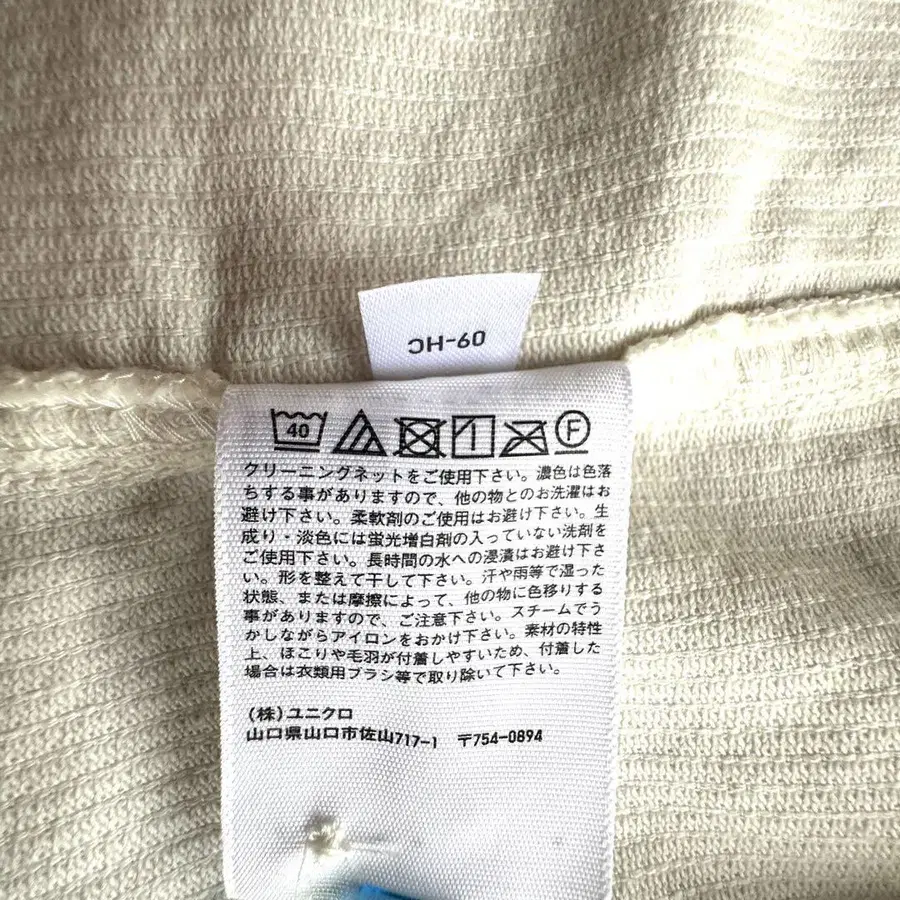 09-HC
40 1 F
クリーニングネットをご使用下さい。濃色は色落
ちする事がありますので、他の物とのお洗濯はお
避け下さい。柔軟剤のご使用はお避け下さい。生
成り・淡色には蛍光増白剤の入っていない洗剤を
ご使用下さい。長時間の水への浸漬はお避け下さ
い。形を整えて干して下さい。汗や雨等で湿った
状態、または摩擦によって、他の物に色移りする
事がありますので、ご注意下さい。スチームでう
かしながらアイロンをおかけ下さい。素材の特性
上、ほこりや毛羽が付着しやすいため、付着した
場合は衣類用ブラシ等で取り除いて下さい。
(株)ユニクロ
山口県山口市佐山717-1 〒754-0894